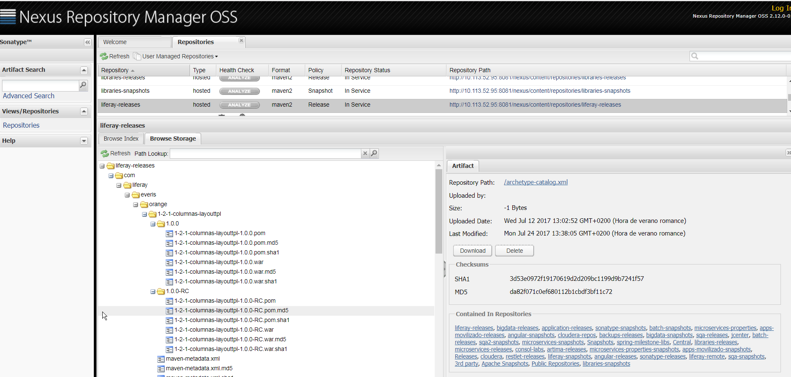 Nexus Repository Manager OSS
Log In
Nexus Repository Manager OSS 2.12.0-0
Sonatype™
Welcome
Repositories
Refresh
User Managed Repositories
Artifact Search
Advanced Search
Views/Repositories
Repositories
Help
Repository Type Health Check Format Policy Repository Status Repository Path
libraries-releases hosted ANALYZE maven2 Release In Service http://10.113.52.95:8081/nexus/content/repositories/libraries-releases
libraries-snapshots hosted ANALYZE maven2 Snapshot In Service http://10.113.52.95:8081/nexus/content/repositories/libraries-snapshots
liferay-releases hosted ANALYZE maven2 Release In Service http://10.113.52.95:8081/nexus/content/repositories/liferay-releases
liferay-releases
Browse Index
Browse Storage
Refresh Path Lookup:
liferay-releases
com
liferay
everis
orange
1-2-1-columnas-layouttpl
1.0.0
1-2-1-columnas-layouttpl-1.0.0.pom
1-2-1-columnas-layouttpl-1.0.0.pom.md5
1-2-1-columnas-layouttpl-1.0.0.pom.sha1
1-2-1-columnas-layouttpl-1.0.0.war
1-2-1-columnas-layouttpl-1.0.0.war.md5
1-2-1-columnas-layouttpl-1.0.0.war.sha1
1.0.0-RC
1-2-1-columnas-layouttpl-1.0.0-RC.pom
1-2-1-columnas-layouttpl-1.0.0-RC.pom.md5
1-2-1-columnas-layouttpl-1.0.0-RC.pom.sha1
1-2-1-columnas-layouttpl-1.0.0-RC.war
1-2-1-columnas-layouttpl-1.0.0-RC.war.md5
1-2-1-columnas-layouttpl-1.0.0-RC.war.sha1
maven-metadata.xml
maven-metadata.xml.md5
Artifact
Repository Path: /archetype-catalog.xml
Uploaded by:
Size: -1 Bytes
Uploaded Date: Wed Jul 12 2017 13:02:52 GMT+0200 (Hora de verano romance)
Last Modified: Mon Jul 24 2017 13:38:05 GMT+0200 (Hora de verano romance)
Download
Delete
Checksums
SHA1 3d53e0972f19170619d2d209bc1199d9b7241f57
MD5 da82f071c0ef680112b1cbdf3bf11c72
Contained In Repositories
liferay-releases, bigdata-releases, application-releases, sonatype-snapshots, batch-snapshots, microservices-properties, apps-
movilizado-releases, angular-snapshots, cloudera-repos, backups-releases, bigdata-snapshots, sqa-releases, jcenter, batch-
releases, sqa2-snapshots, microservices-snapshots, Snapshots, spring-milestone-libs, Central, libraries-releases,
microservices-releases, consol-labs, artima-releases, microservices-properties-snapshots, apps-movilizado-snapshots,
Releases, cloudera, restlet-releases, liferay-snapshots, angular-releases, sonatype-releases, liferay-remote, sqa-snapshots,
3rd party, Apache Snapshots, Public Repositories, libraries-snapshots